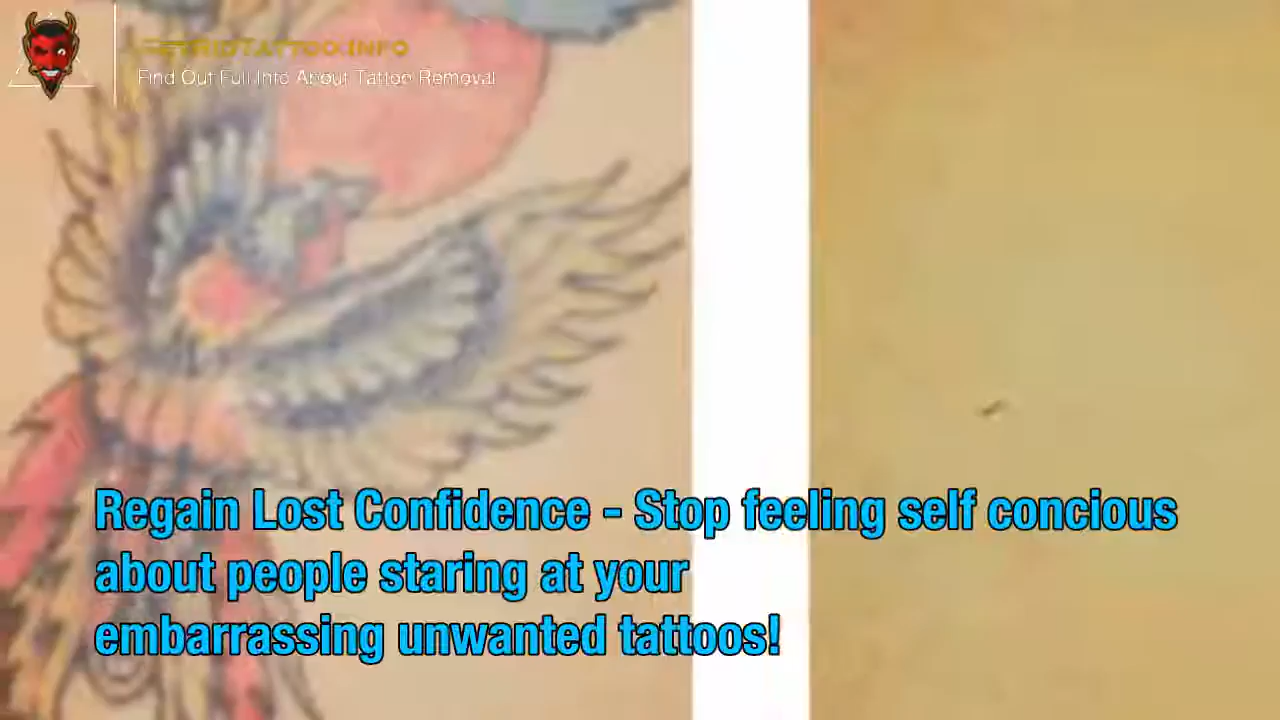 Find Out Full Info About Tattoo Removal
Regain Lost Confidence - Stop feeling self concious
about people staring at your
embarrassing unwanted tattoos!